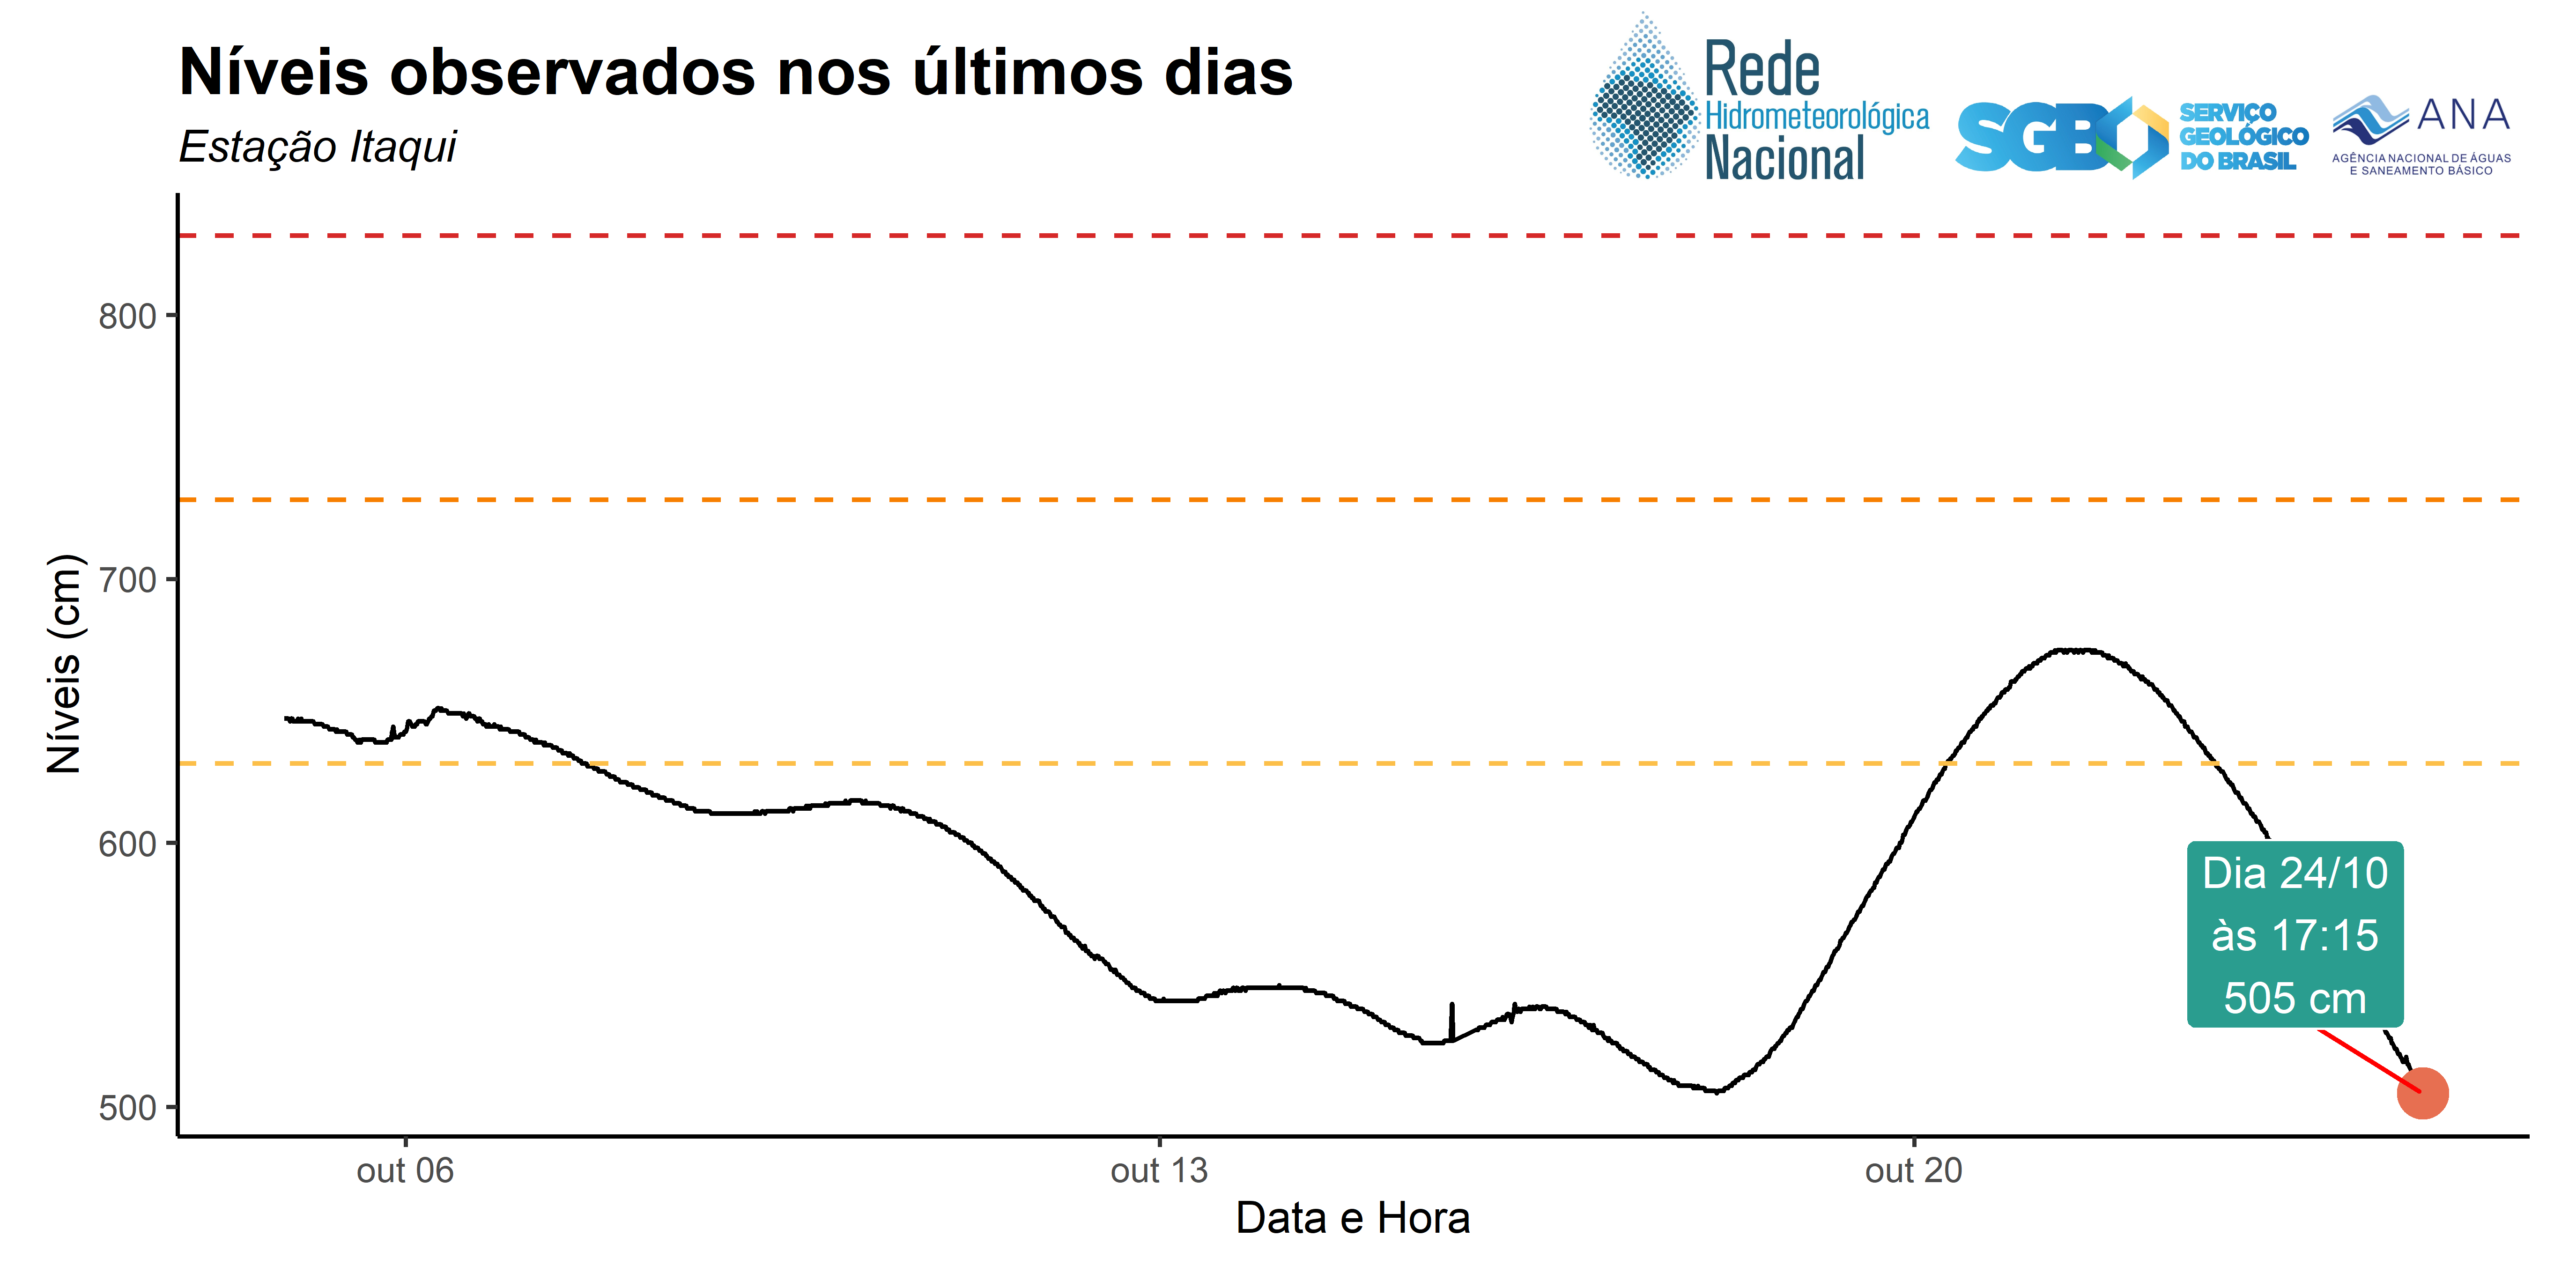 Níveis observados nos últimos dias
Estação Itaqui
Rede
Hidrometeorológica
Nacional
SGB
SERVIÇO
GEOLÓGICO
DO BRASIL
ANA
AGÊNCIA NACIONAL DE ÁGUAS
E SANEAMENTO BÁSICO
Níveis (cm)
800
700
600
500
Dia 24/10
às 17:15
505 cm
out 06
out 13
out 20
Data e Hora